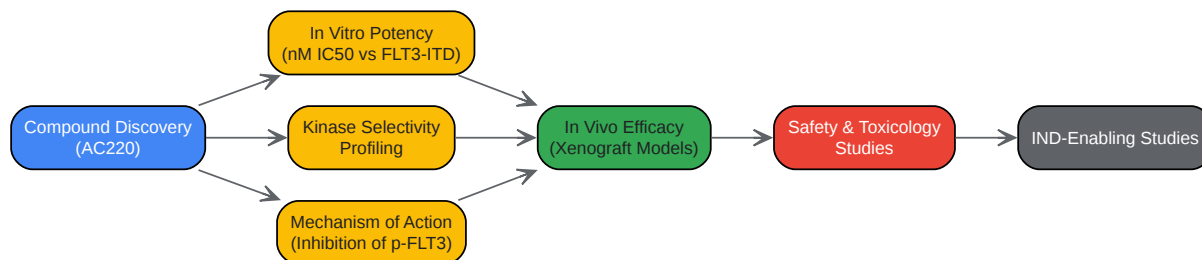 In Vitro Potency
(nM IC50 vs FLT3-ITD)
Compound Discovery
(AC220)
Kinase Selectivity
Profiling
Mechanism of Action
(Inhibition of p-FLT3)
In Vivo Efficacy
(Xenograft Models)
Safety & Toxicology
Studies
IND-Enabling Studies